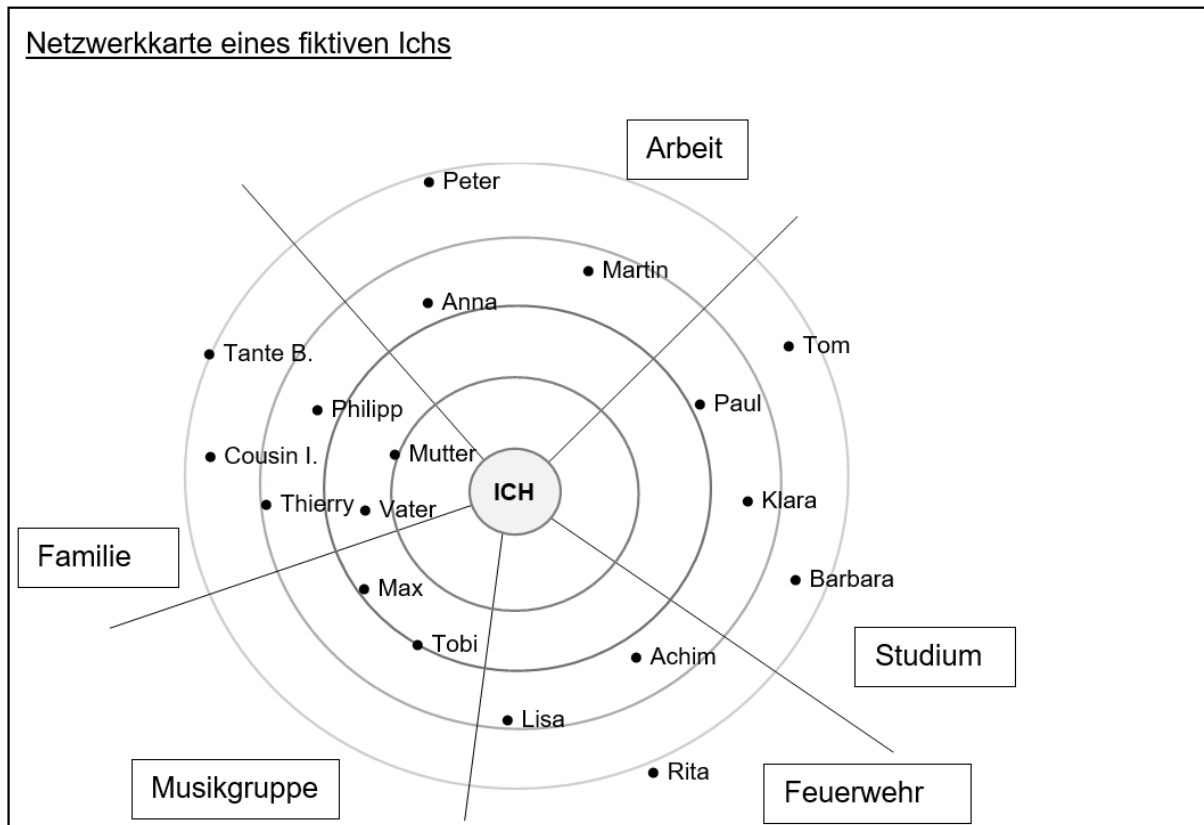 Netzwerkkarte eines fiktiven Ichs
Arbeit
Peter
Martin
Anna
Tom
Tante B.
Paul
Philipp
Mutter
Cousin I.
ICH
Klara
Thierry
Vater
Familie
Barbara
Max
Tobi
Achim
Studium
Lisa
Rita
Musikgruppe
Feuerwehr